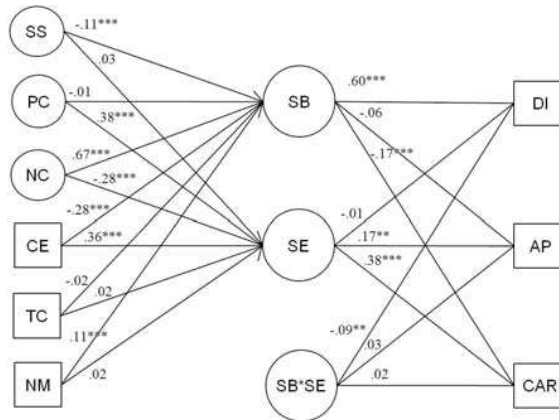 SS
-.11***
.03
PC
-.01
.38***
NC
.67***
-.28***
CE
-.28***
.36***
TC
-.02
.02
NM
.11***
.02
SB
.60***
-.06
-.17***
SE
-.01
.17**
.38***
SB*SE
-.09**
.03
.02
DI
AP
CAR